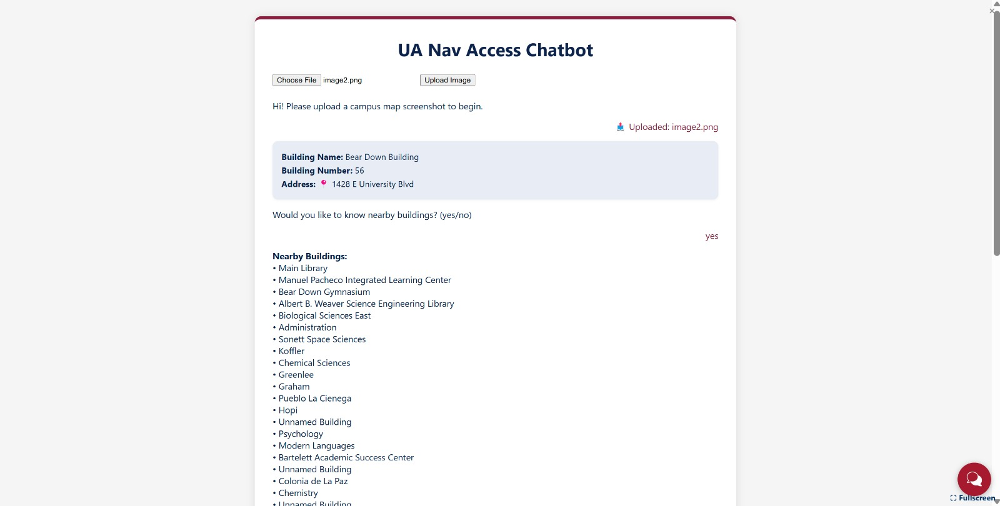 UA Nav Access Chatbot
Choose File image2.png Upload Image
Hi! Please upload a campus map screenshot to begin.
Uploaded: image2.png
Building Name: Bear Down Building
Building Number: 56
Address: 1428 E University Blvd
Would you like to know nearby buildings? (yes/no)
yes
Nearby Buildings:
• Main Library
• Manuel Pacheco Integrated Learning Center
• Bear Down Gymnasium
• Albert B. Weaver Science Engineering Library
• Biological Sciences East
• Administration
• Sonett Space Sciences
• Koffler
• Chemical Sciences
• Greenlee
• Graham
• Pueblo La Cienega
• Hopi
• Unnamed Building
• Psychology
• Modern Languages
• Bartelett Academic Success Center
• Unnamed Building
• Colonia de La Paz
• Chemistry
• Unnamed Building
Fullscreen